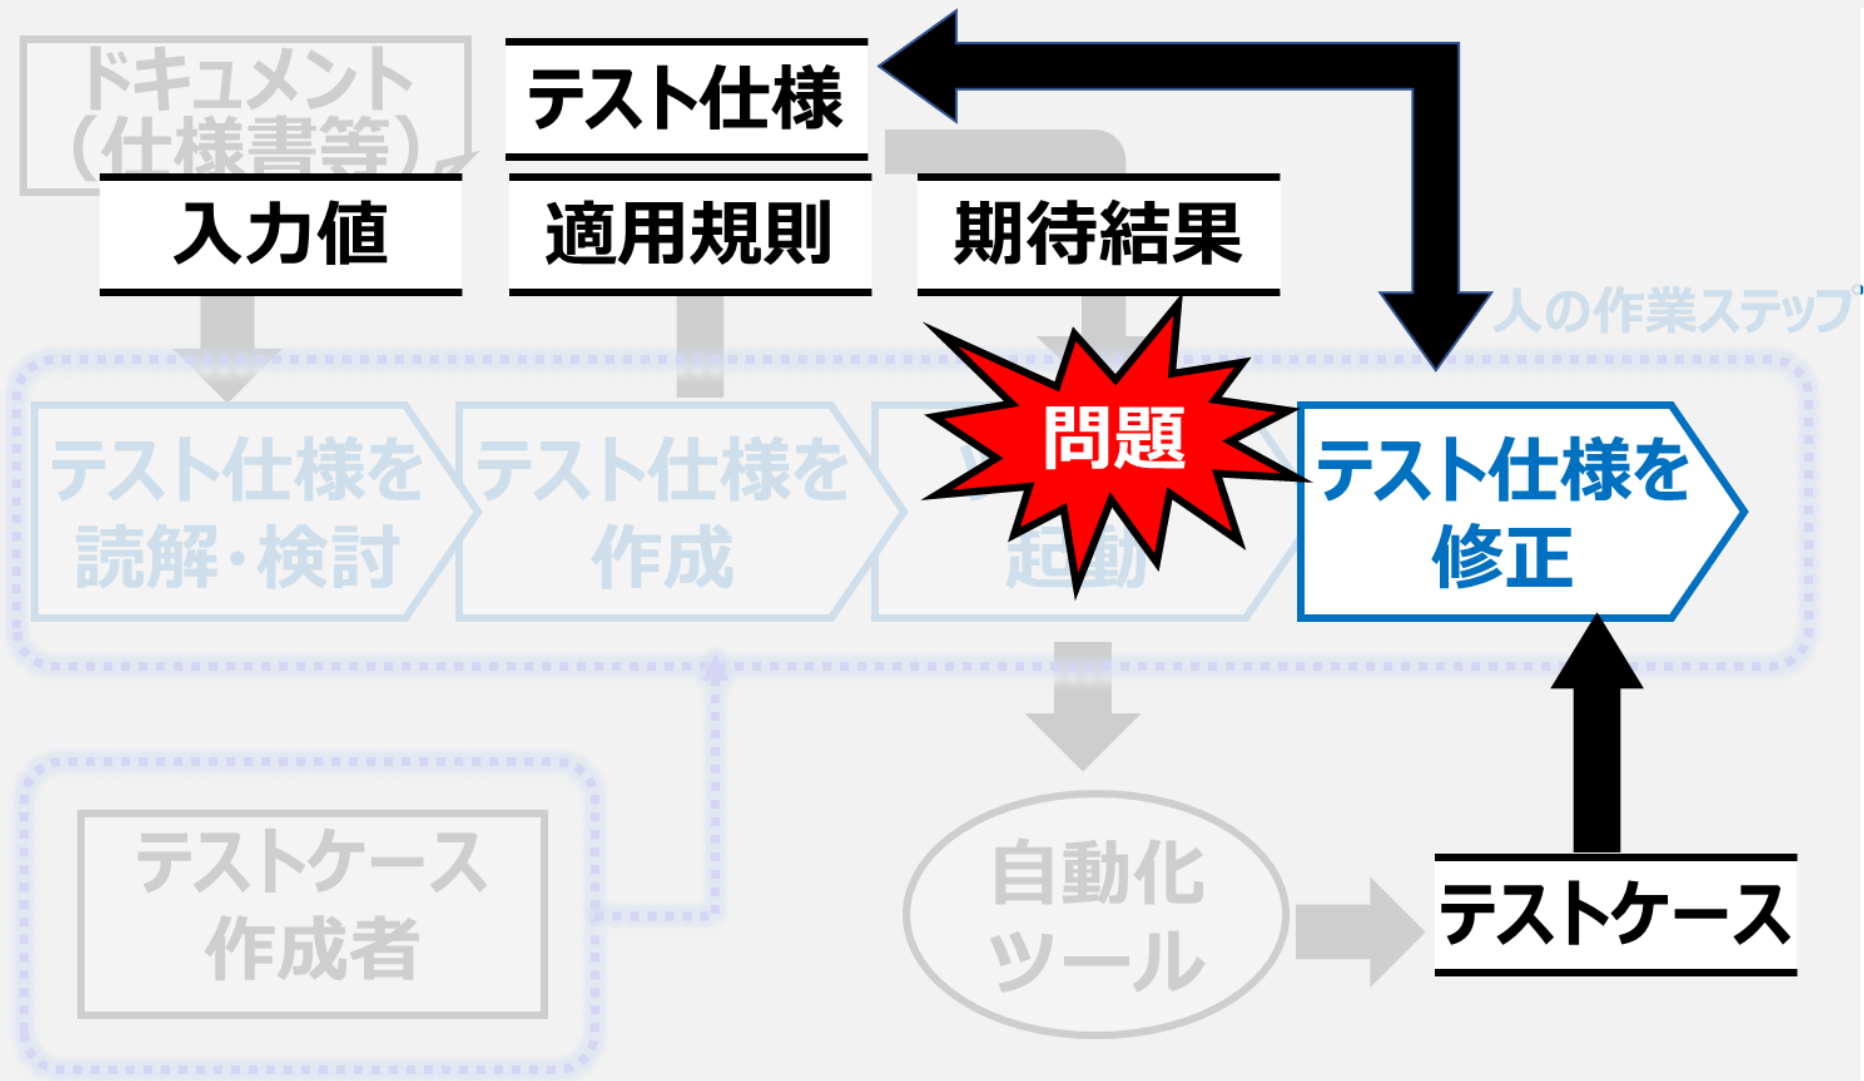 ドキュメント
（仕様書等）
テスト仕様
入力値
適用規則
期待結果
人の作業ステップ
問題
テスト仕様を
読解・検討
テスト仕様を
作成
起動
テスト仕様を
修正
テストケース
作成者
自動化
ツール
テストケース